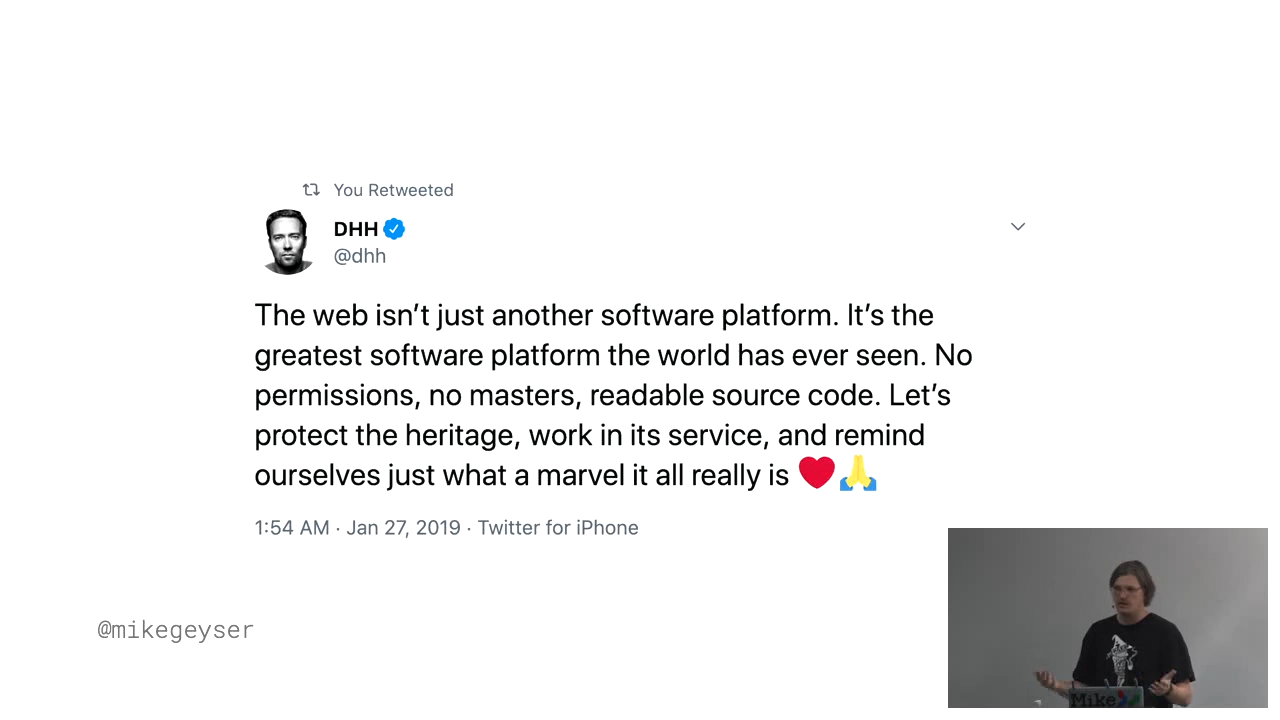 You Retweeted
DHH
@dhh
The web isn’t just another software platform. It’s the
greatest software platform the world has ever seen. No
permissions, no masters, readable source code. Let’s
protect the heritage, work in its service, and remind
ourselves just what a marvel it all really is ❤️🙏
1:54 AM · Jan 27, 2019 · Twitter for iPhone
@mikegeyser
Mike